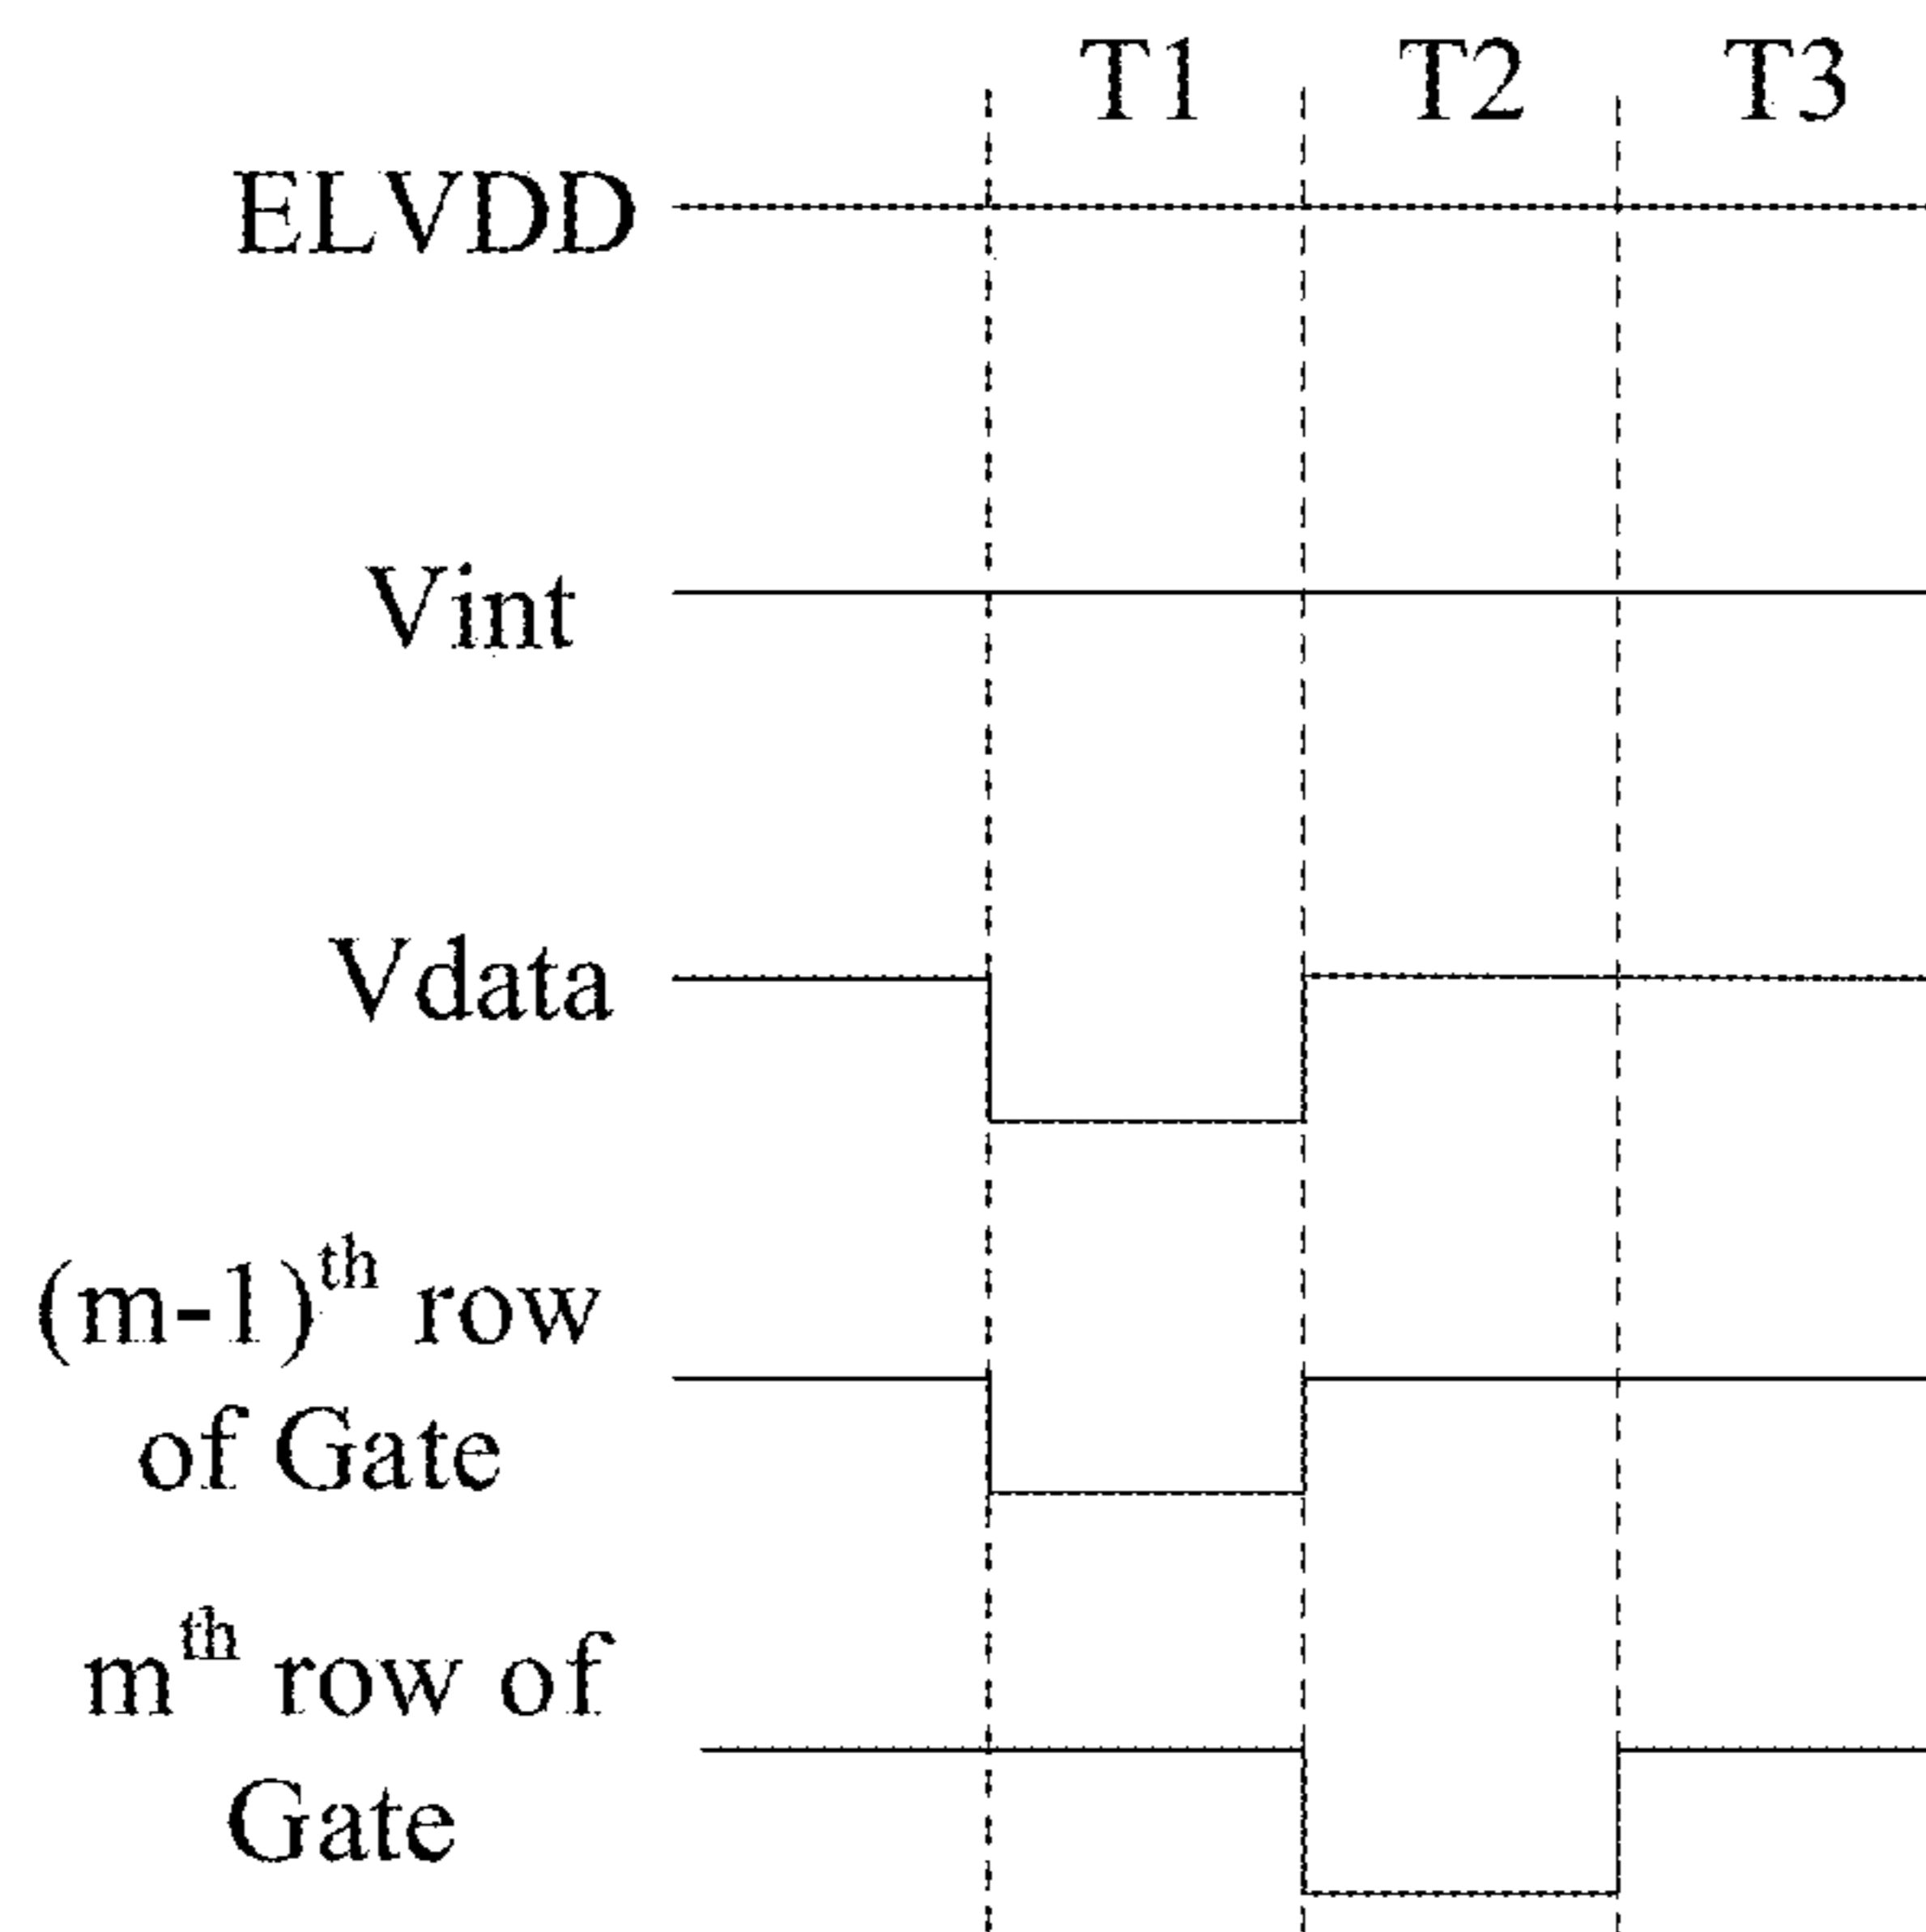 T1 T2 T3
ELVDD
Vint
Vdata
(m-1)th row
of Gate
mth row of
Gate